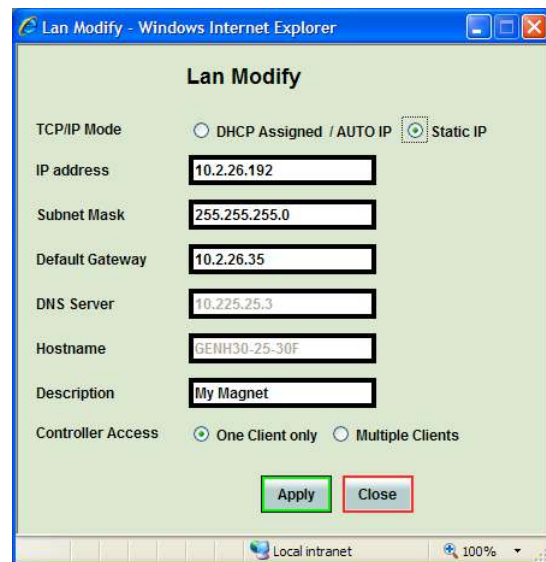 Lan Modify - Windows Internet Explorer
Lan Modify
TCP/IP Mode DHCP Assigned / AUTO IP Static IP
IP address 10.2.26.192
Subnet Mask 255.255.255.0
Default Gateway 10.2.26.35
DNS Server 10.225.25.3
Hostname GENH30-25-30F
Description My Magnet
Controller Access One Client only Multiple Clients
Apply Close
Local intranet 100%